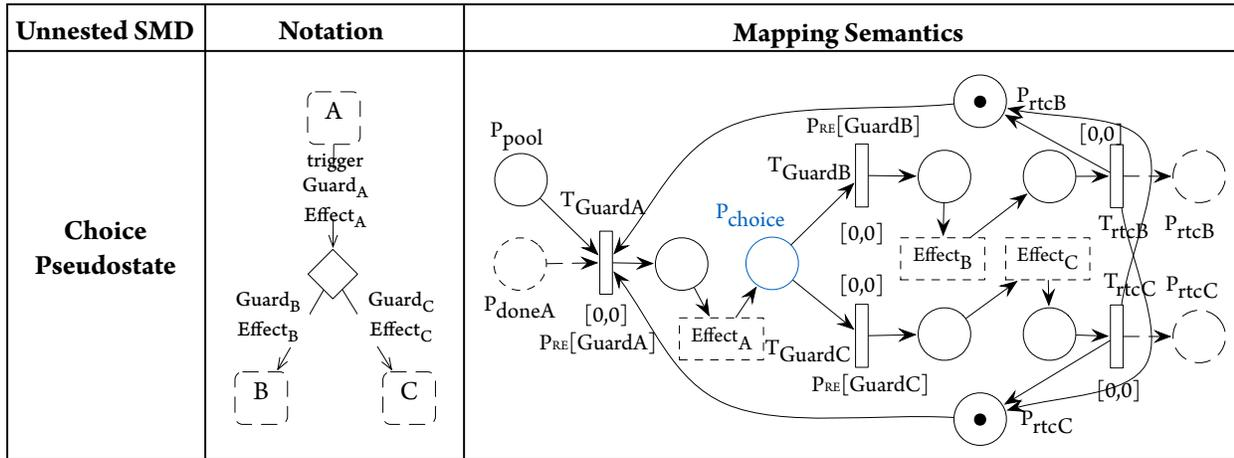 Unnested SMD
Notation
Mapping Semantics
Choice
Pseudostate
A
trigger
GuardA
EffectA
GuardB
EffectB
GuardC
EffectC
B
C
Ppool
PdoneA
TGuardA
[0,0]
PRE[GuardA]
EffectA
Pchoice
PRE[GuardB]
TGuardB
[0,0]
[0,0]
TGuardC
PRE[GuardC]
EffectB
EffectC
PrtcB
[0,0]
TrtcB
PrtcB
TrtcC
PrtcC
[0,0]
PrtcC